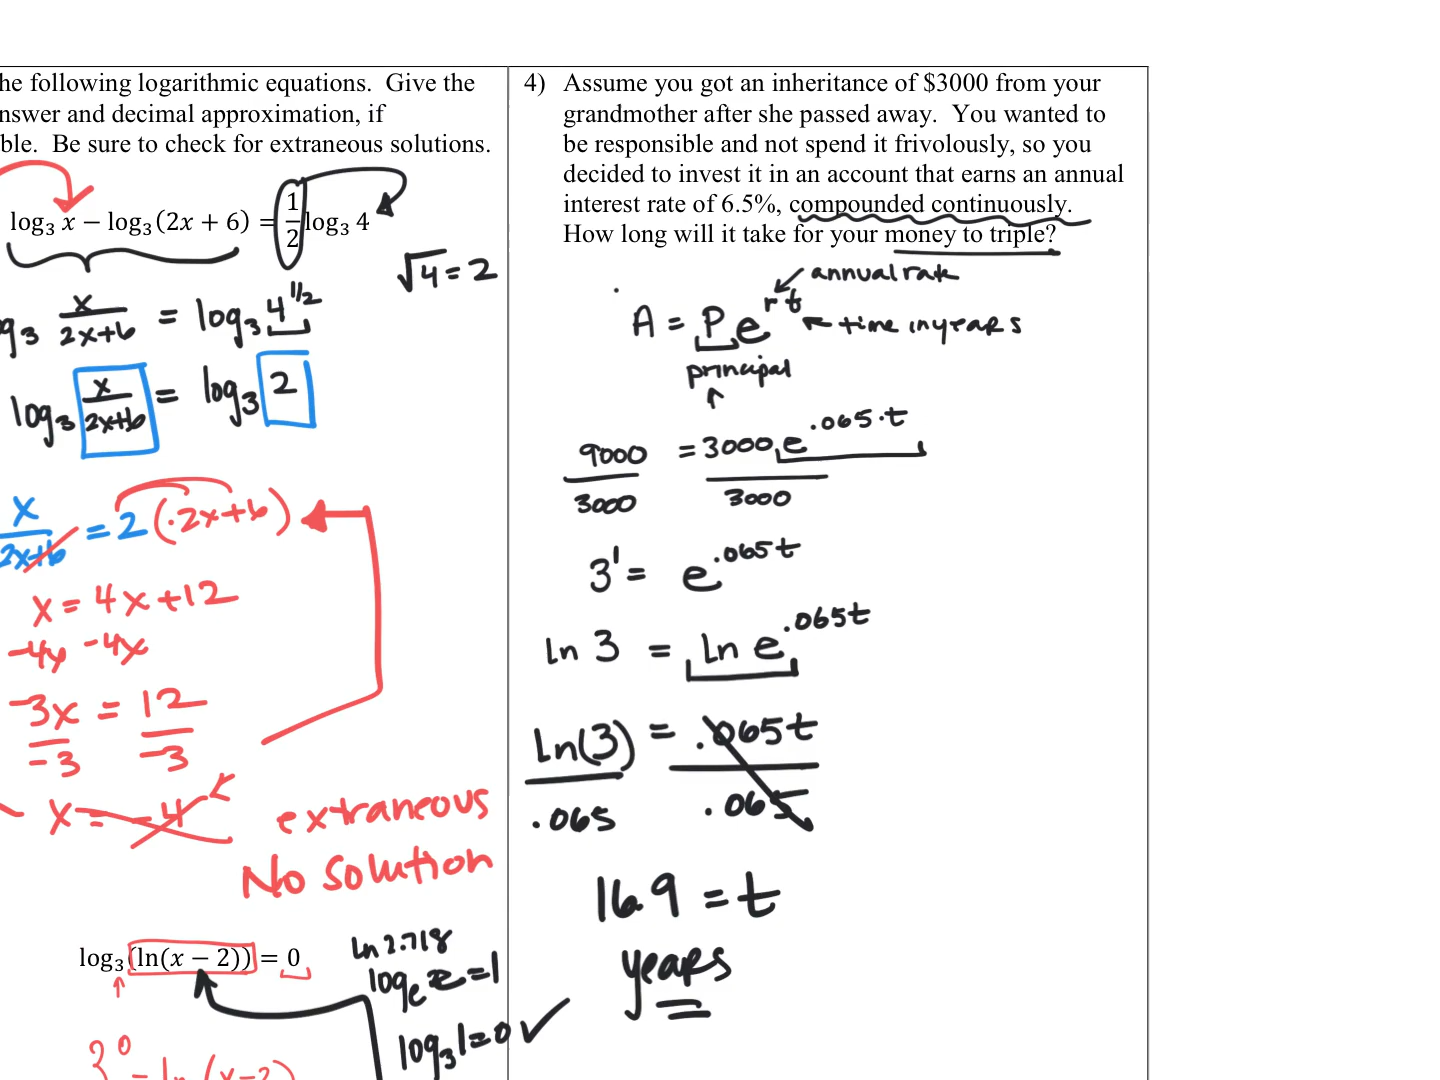 he following logarithmic equations. Give the
nswer and decimal approximation, if
ble. Be sure to check for extraneous solutions.
log₃ x − log₃(2x + 6) = 1/2 log₃ 4
√4 = 2
og₃ x/(2x+6) = log₃ 4^1/2
log₃ x/(2x+6) = log₃ 2
x/(2x+6) = 2(2x+6)
x = 4x + 12
-4x -4x
-3x = 12
-3 -3
x = -4
extraneous
No Solution
log₃(ln(x − 2)) = 0
ln 2.718
log_e e = 1
log₃ 1 = 0 ✓
3⁰ = ln(x-2)
4) Assume you got an inheritance of $3000 from your
grandmother after she passed away. You wanted to
be responsible and not spend it frivolously, so you
decided to invest it in an account that earns an annual
interest rate of 6.5%, compounded continuously.
How long will it take for your money to triple?
annual rate
A = Pe^rt
time in years
principal
9000 = 3000 e^.065·t
3000 3000
3¹ = e^.065t
ln 3 = ln e^.065t
ln(3) = .065t
.065 .065
16.9 = t
years